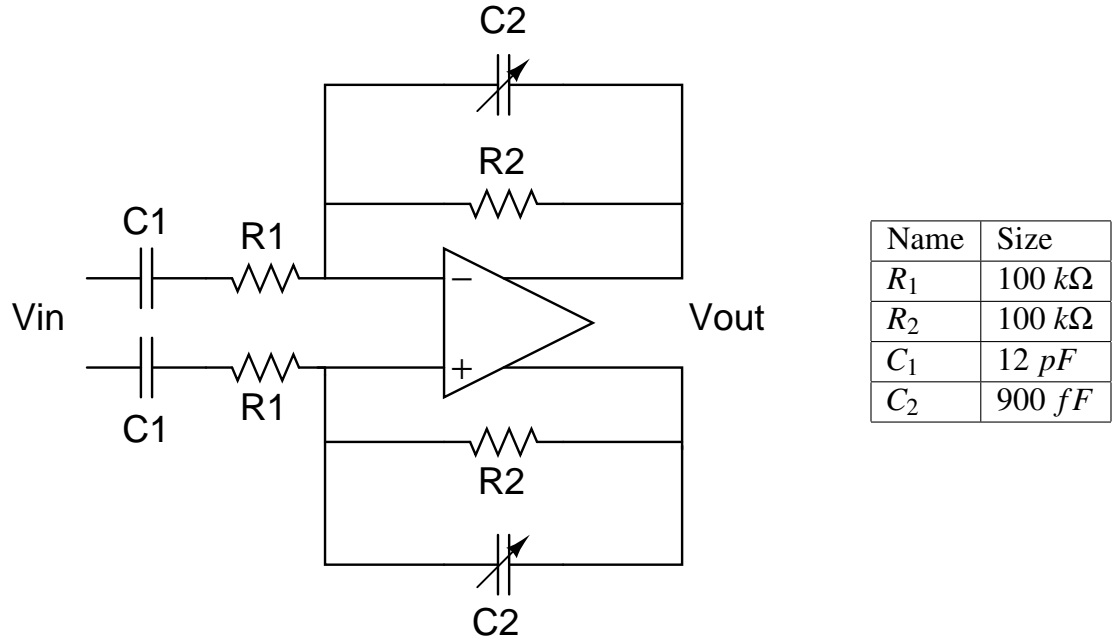 C2
R2
C1
R1
−
Vin
Vout
+
C1
R1
R2
C2
Name Size
R₁ 100 kΩ
R₂ 100 kΩ
C₁ 12 pF
C₂ 900 fF